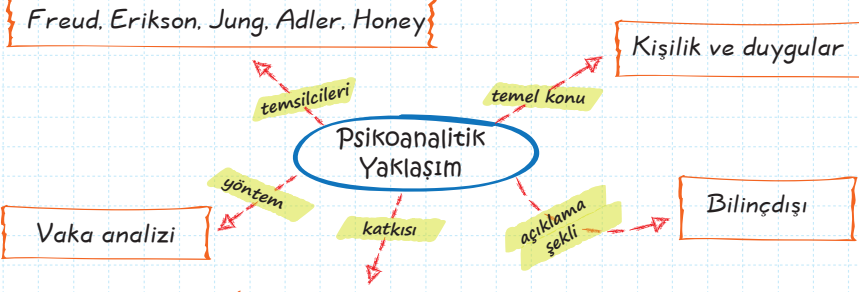 Freud, Erikson, Jung, Adler, Honey
Kişilik ve duygular
temsilcileri
temel konu
Psikoanalitik
Yaklaşım
yöntem
katkısı
açıklama
şekli
Vaka analizi
Bilinçdışı